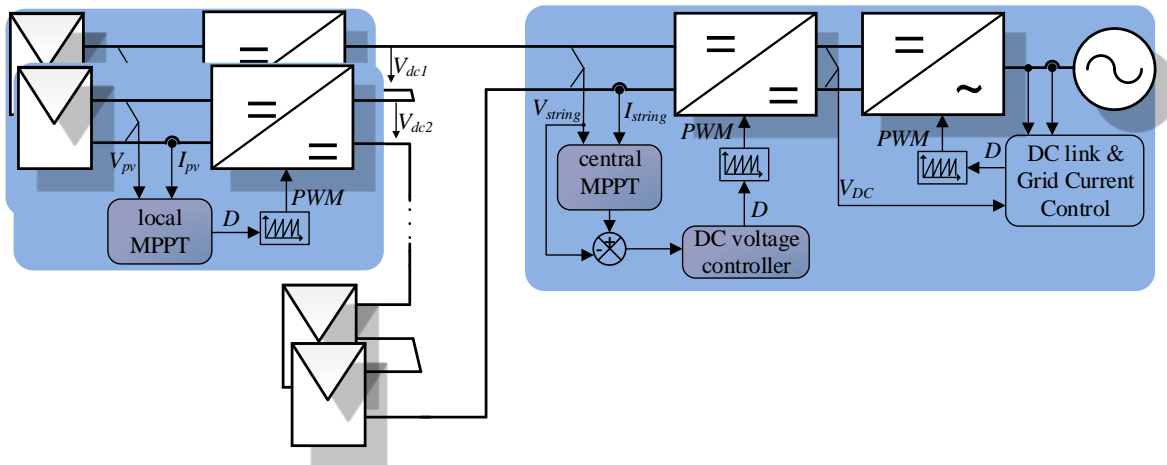 V_dc1
V_dc2
V_pv
I_pv
PWM
local
MPPT
D
V_string
I_string
central
MPPT
PWM
D
DC voltage
controller
V_DC
PWM
D
DC link &
Grid Current
Control